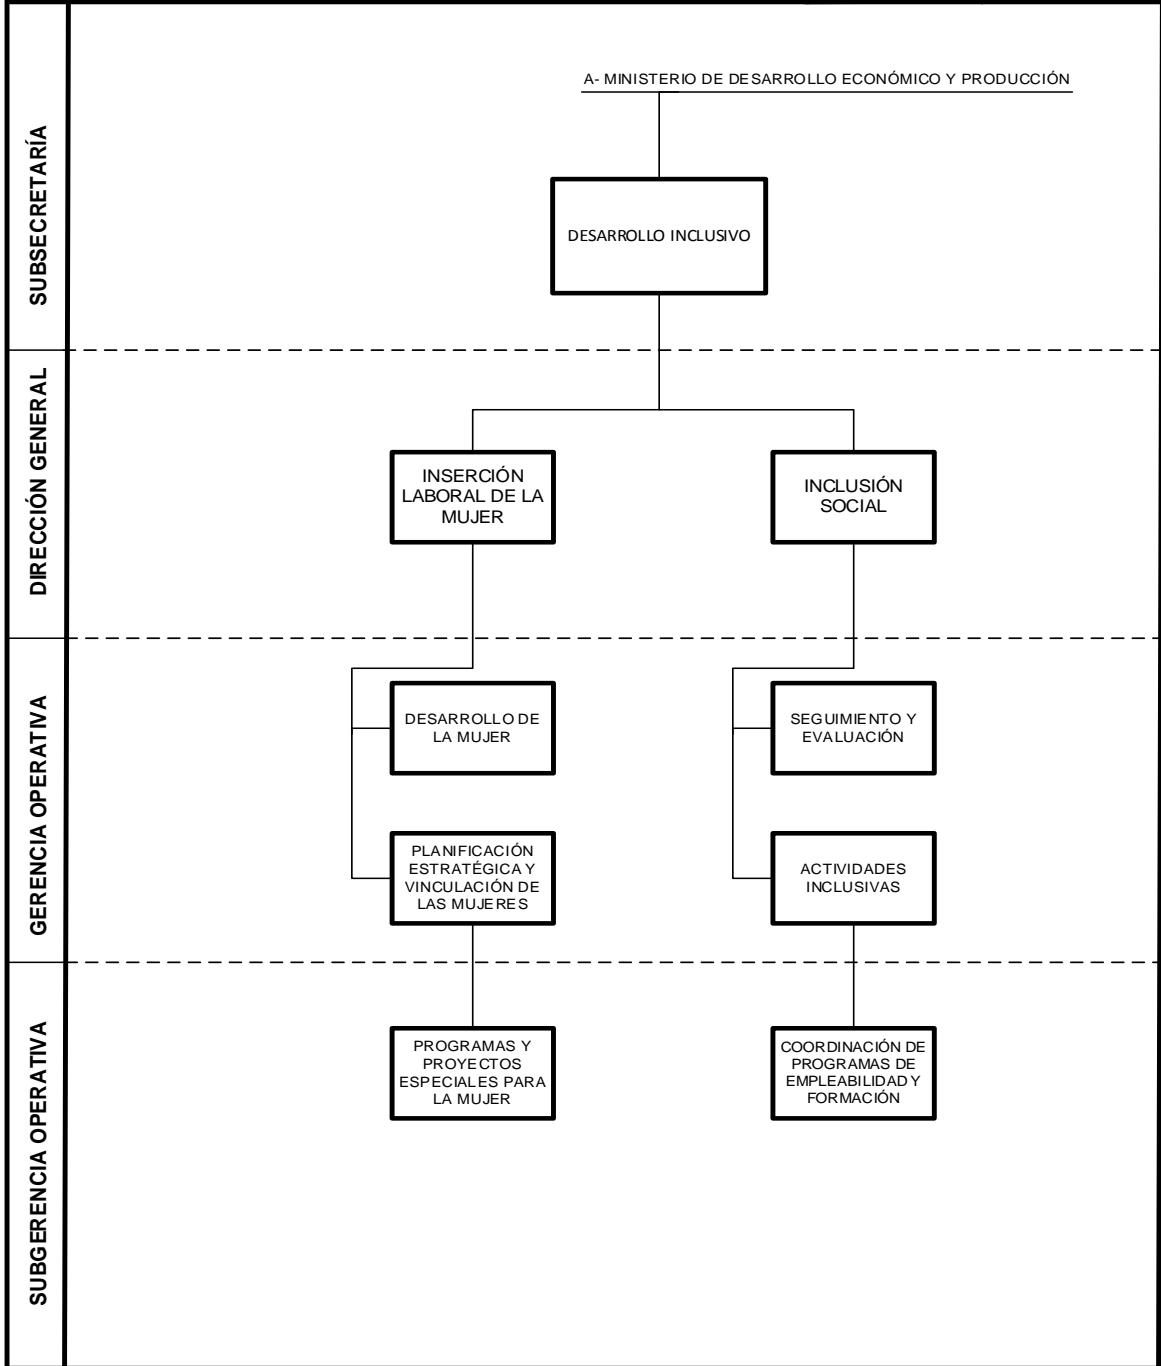 A- MINISTERIO DE DESARROLLO ECONÓMICO Y PRODUCCIÓN
SUBSECRETARÍA
DESARROLLO INCLUSIVO
DIRECCIÓN GENERAL
INSERCIÓN
LABORAL DE LA
MUJER
INCLUSIÓN
SOCIAL
GERENCIA OPERATIVA
DESARROLLO DE
LA MUJER
SEGUIMIENTO Y
EVALUACIÓN
PLANIFICACIÓN
ESTRATÉGICA Y
VINCULACIÓN DE
LAS MUJERES
ACTIVIDADES
INCLUSIVAS
SUBGERENCIA OPERATIVA
PROGRAMAS Y
PROYECTOS
ESPECIALES PARA
LA MUJER
COORDINACIÓN DE
PROGRAMAS DE
EMPLEABILIDAD Y
FORMACIÓN